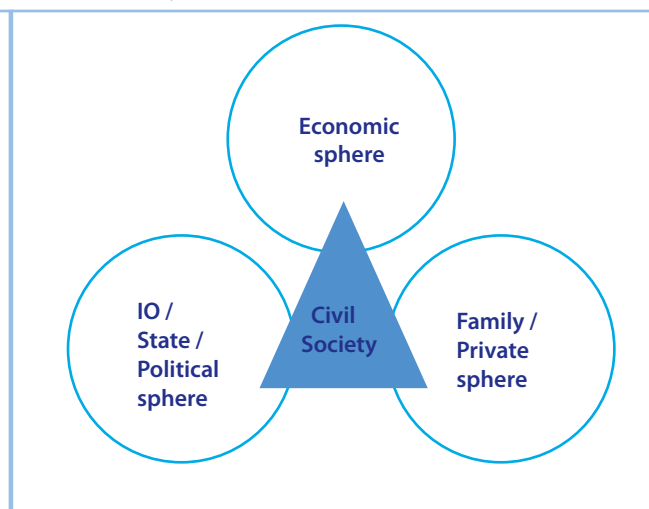 Economic
sphere
IO /
State /
Political
sphere
Civil
Society
Family /
Private
sphere